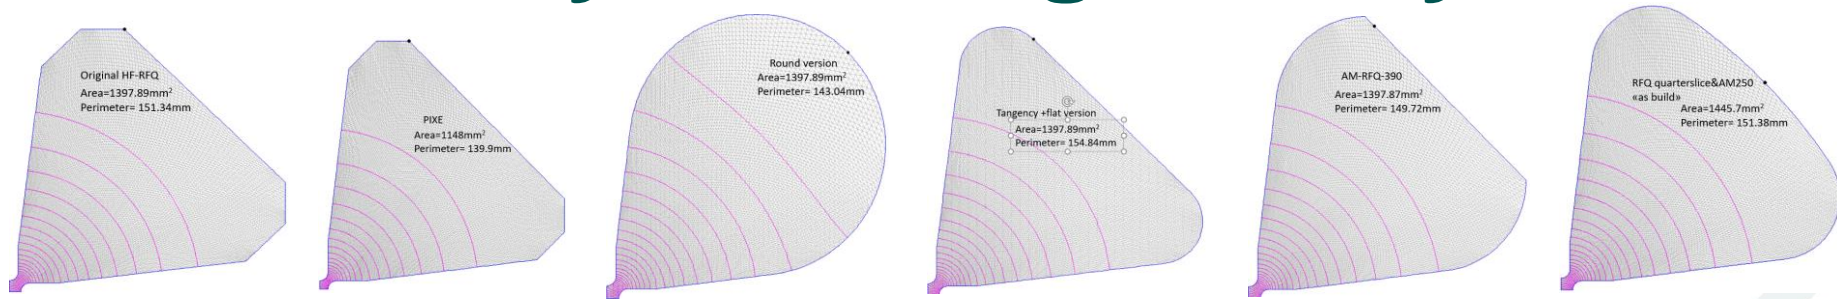 Original HF-RFQ
Area=1397.89mm²
Perimeter= 151.34mm
PIXE
Area=1148mm²
Perimeter= 139.9mm
Round version
Area=1397.89mm²
Perimeter= 143.04mm
Tangency +flat version
Area=1397.89mm²
Perimeter= 154.84mm
AM-RFQ-390
Area=1397.87mm²
Perimeter= 149.72mm
RFQ quarterslice&AM250
«as build»
Area=1445.7mm²
Perimeter= 151.38mm